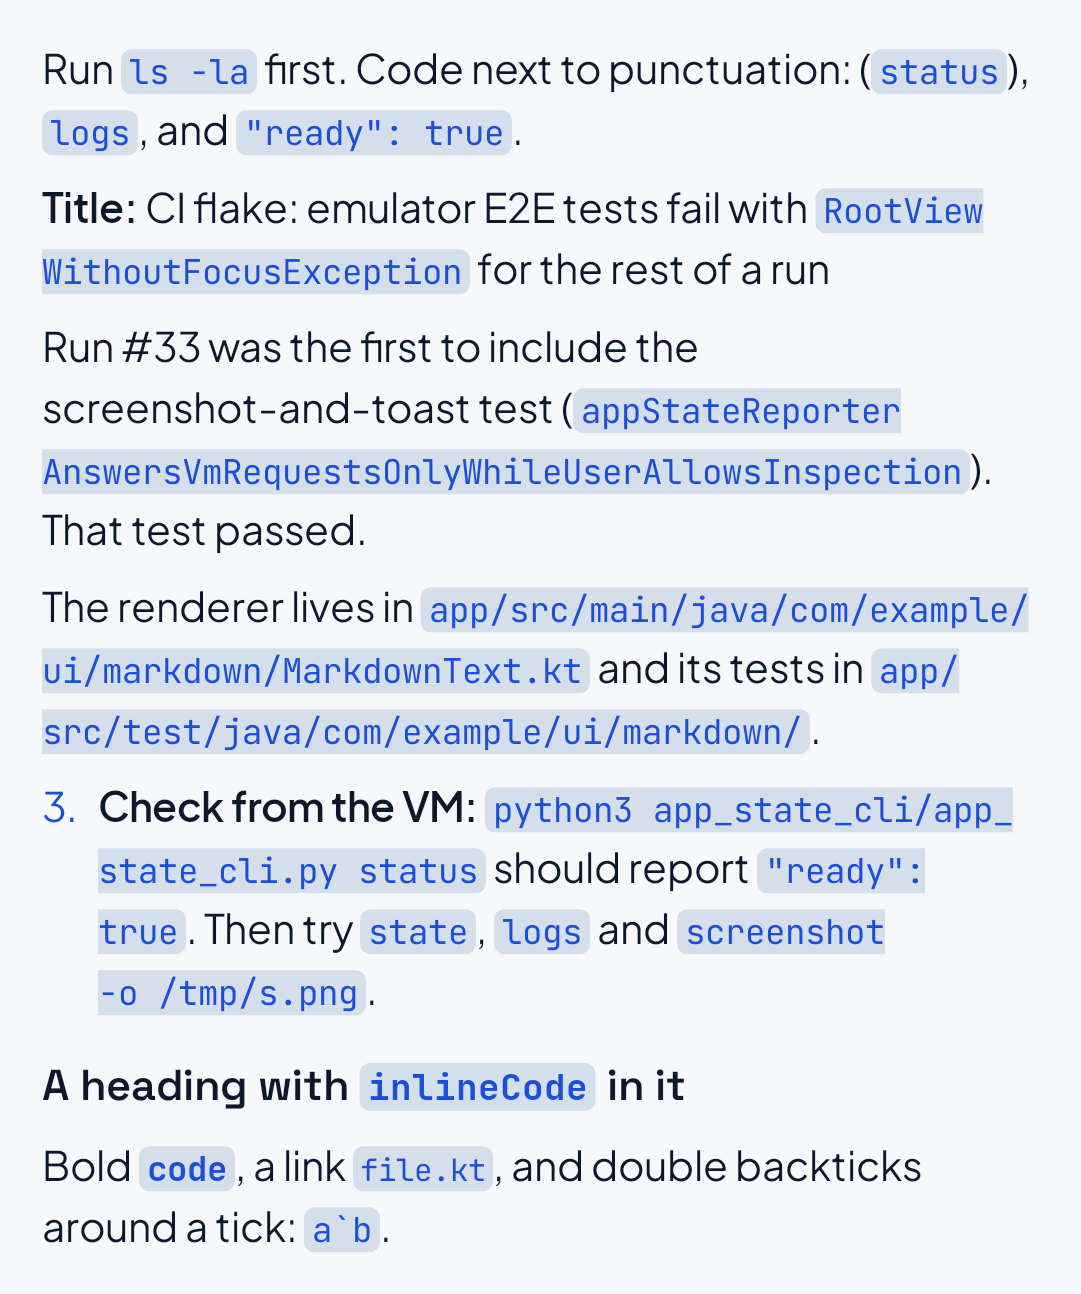 Run ls -la first. Code next to punctuation: (status),
logs, and "ready": true.
Title: CI flake: emulator E2E tests fail with RootView
WithoutFocusException for the rest of a run
Run #33 was the first to include the
screenshot-and-toast test (appStateReporter
AnswersVmRequestsOnlyWhileUserAllowsInspection).
That test passed.
The renderer lives in app/src/main/java/com/example/
ui/markdown/MarkdownText.kt and its tests in app/
src/test/java/com/example/ui/markdown/.
3. Check from the VM: python3 app_state_cli/app_
state_cli.py status should report "ready":
true. Then try state, logs and screenshot
-o /tmp/s.png.
A heading with inlineCode in it
Bold code, a link file.kt, and double backticks
around a tick: a`b.